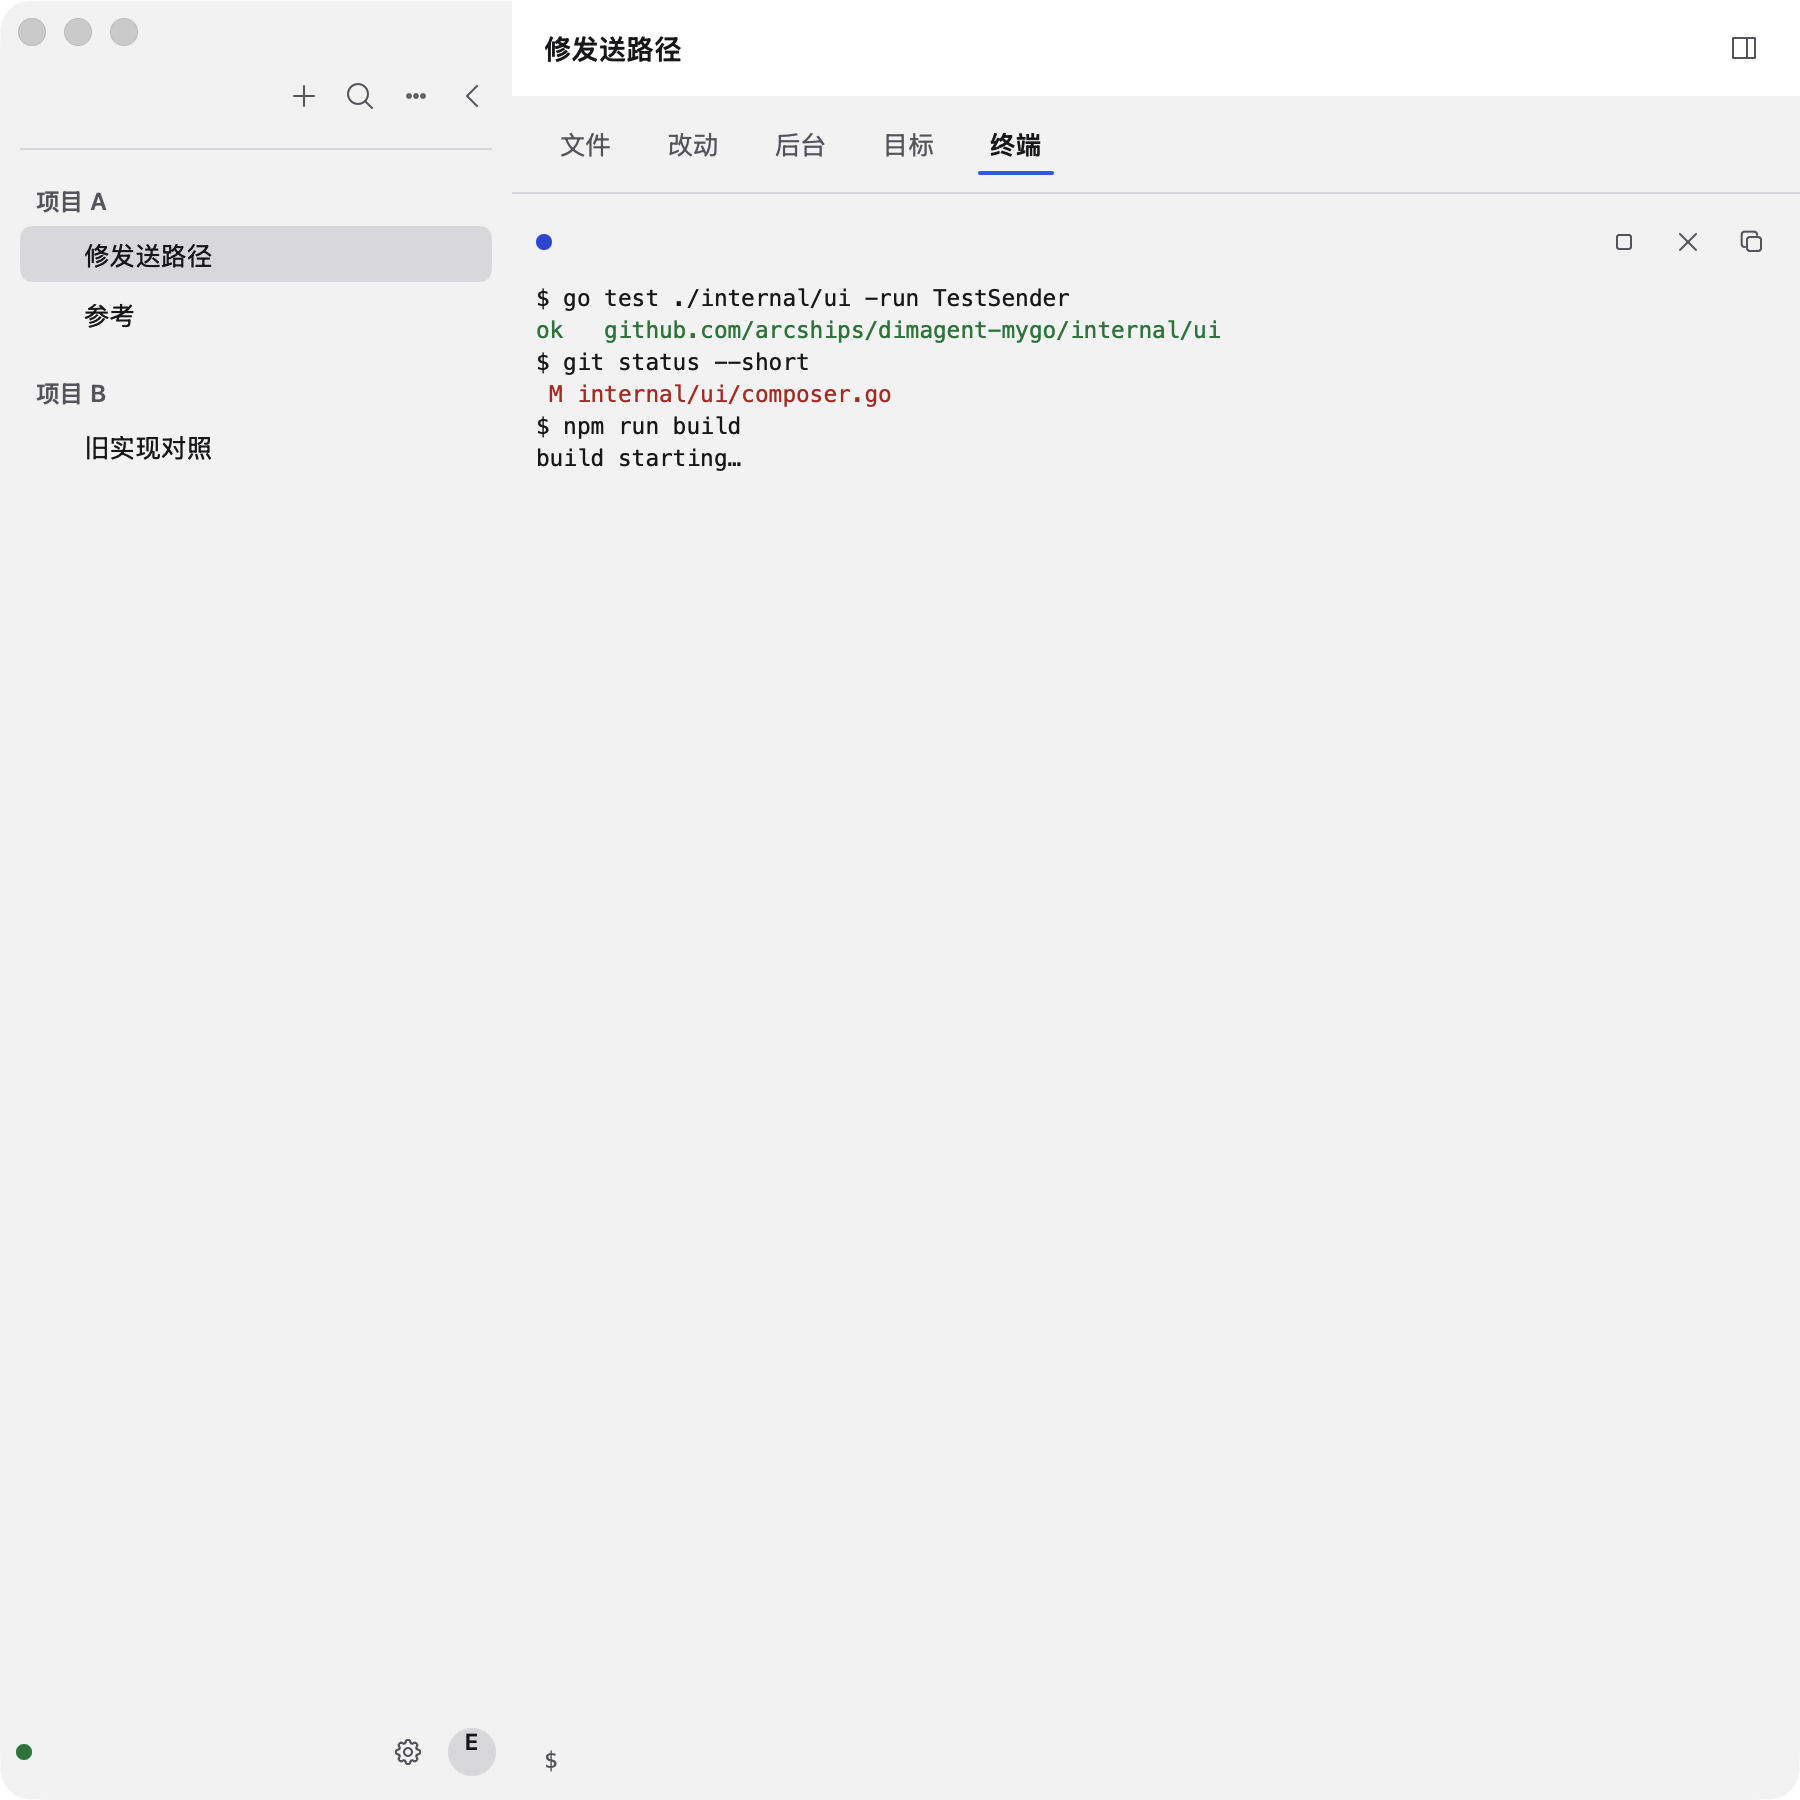 修发送路径
文件 改动 后台 目标 终端
项目 A
修发送路径
参考
项目 B
旧实现对照
$ go test ./internal/ui -run TestSender
ok   github.com/arcships/dimagent-mygo/internal/ui
$ git status --short
 M internal/ui/composer.go
$ npm run build
build starting…
E
$